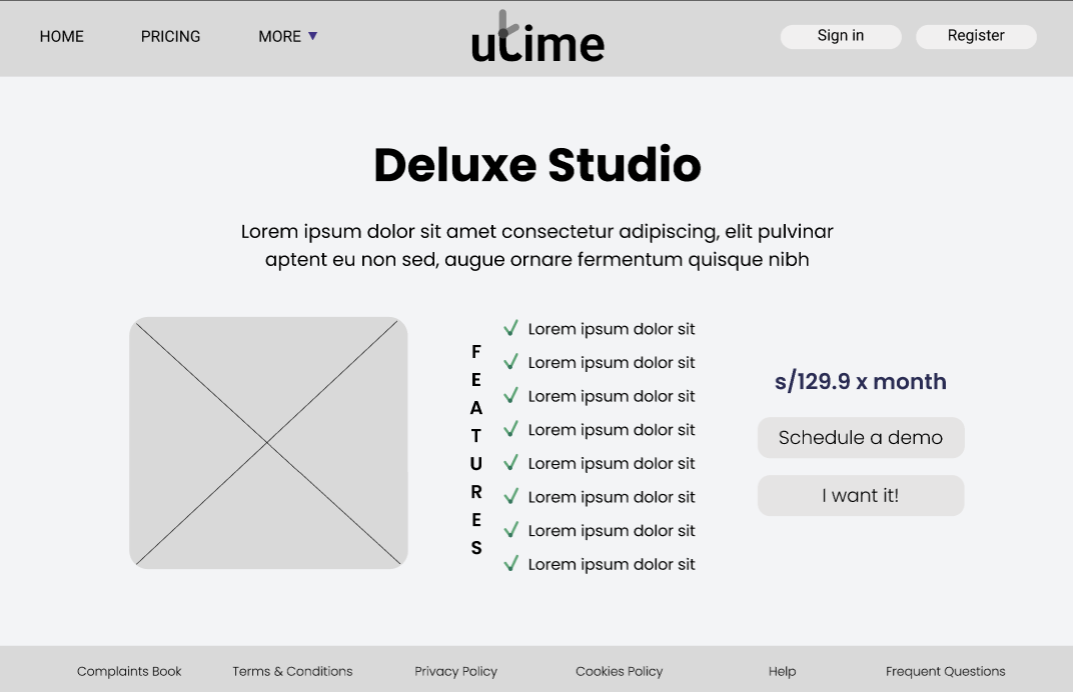 HOME
PRICING
MORE
utime
Sign in
Register
Deluxe Studio
Lorem ipsum dolor sit amet consectetur adipiscing, elit pulvinar
aptent eu non sed, augue ornare fermentum quisque nibh
FEATURES
Lorem ipsum dolor sit
Lorem ipsum dolor sit
Lorem ipsum dolor sit
Lorem ipsum dolor sit
Lorem ipsum dolor sit
Lorem ipsum dolor sit
Lorem ipsum dolor sit
Lorem ipsum dolor sit
s/129.9 x month
Schedule a demo
I want it!
Complaints Book
Terms & Conditions
Privacy Policy
Cookies Policy
Help
Frequent Questions